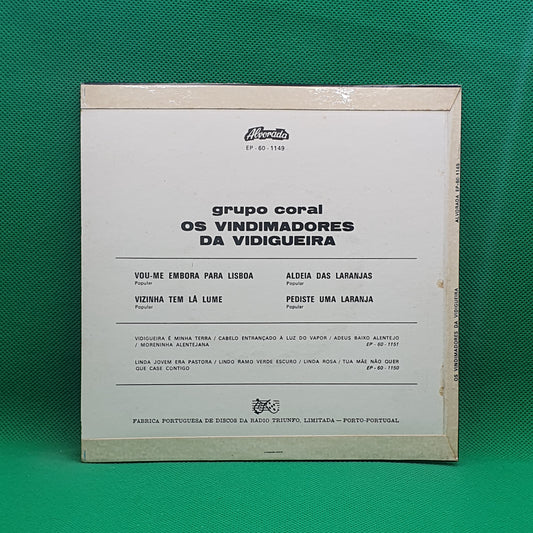 Alvorada
EP - 60 - 1149
grupo coral
OS VINDIMADORES
DA VIDIGUEIRA
VOU-ME EMBORA PARA LISBOA
Popular
VIZINHA TEM LÁ LUME
Popular
ALDEIA DAS LARANJAS
Popular
PEDISTE UMA LARANJA
Popular
VIDIGUEIRA É MINHA TERRA / CABELO ENTRANÇADO À LUZ DO VAPOR / ADEUS BAIXO ALENTEJO
/ MORENINHA ALENTEJANA
EP - 60 - 1151
LINDA JOVEM ERA PASTORA / LINDO RAMO VERDE ESCURO / LINDA ROSA / TUA MÃE NÃO QUER
QUE CASE CONTIGO
EP - 60 - 1150
FABRICA PORTUGUESA DE DISCOS DA RADIO TRIUNFO, LIMITADA — PORTO-PORTUGAL
OS VINDIMADORES DA VIDIGUEIRA
ALVORADA EP-60-1149